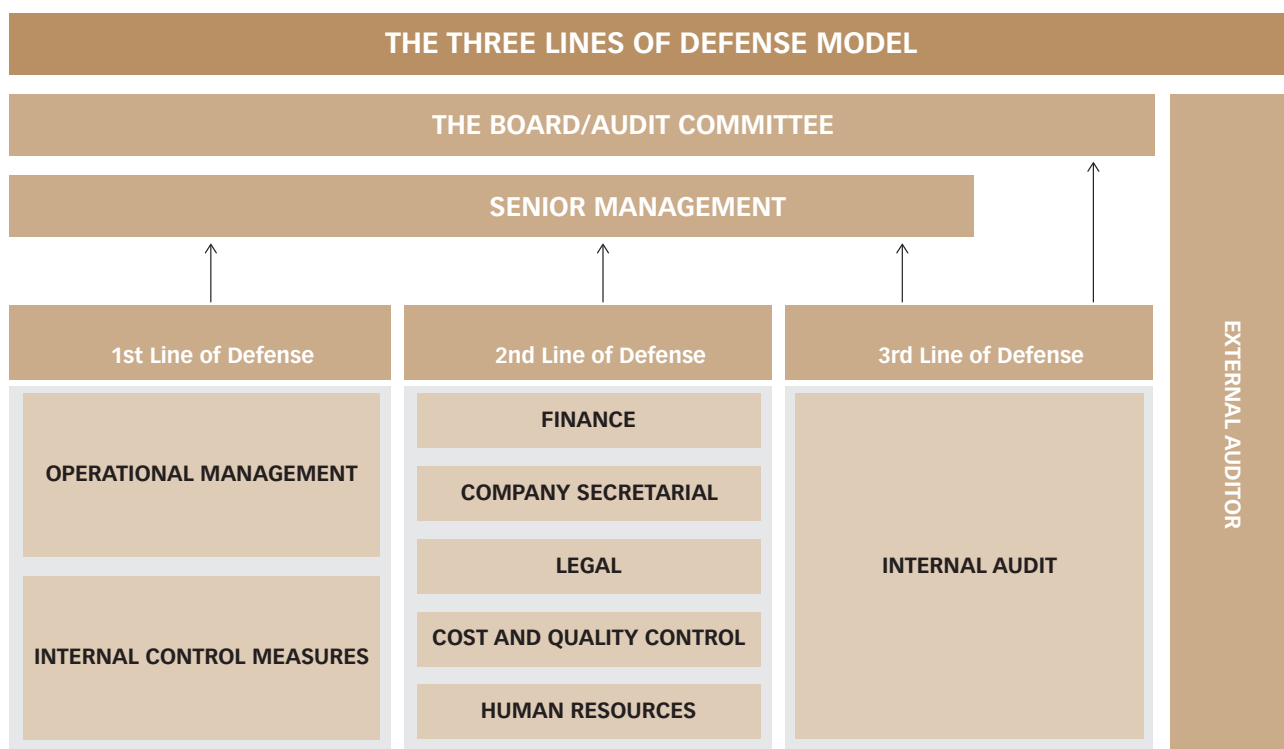 THE THREE LINES OF DEFENSE MODEL
THE BOARD/AUDIT COMMITTEE
SENIOR MANAGEMENT
1st Line of Defense
OPERATIONAL MANAGEMENT
INTERNAL CONTROL MEASURES
2nd Line of Defense
FINANCE
COMPANY SECRETARIAL
LEGAL
COST AND QUALITY CONTROL
HUMAN RESOURCES
3rd Line of Defense
INTERNAL AUDIT
EXTERNAL AUDITOR